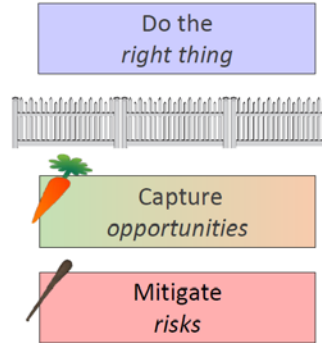 Do the
right thing
Capture
opportunities
Mitigate
risks